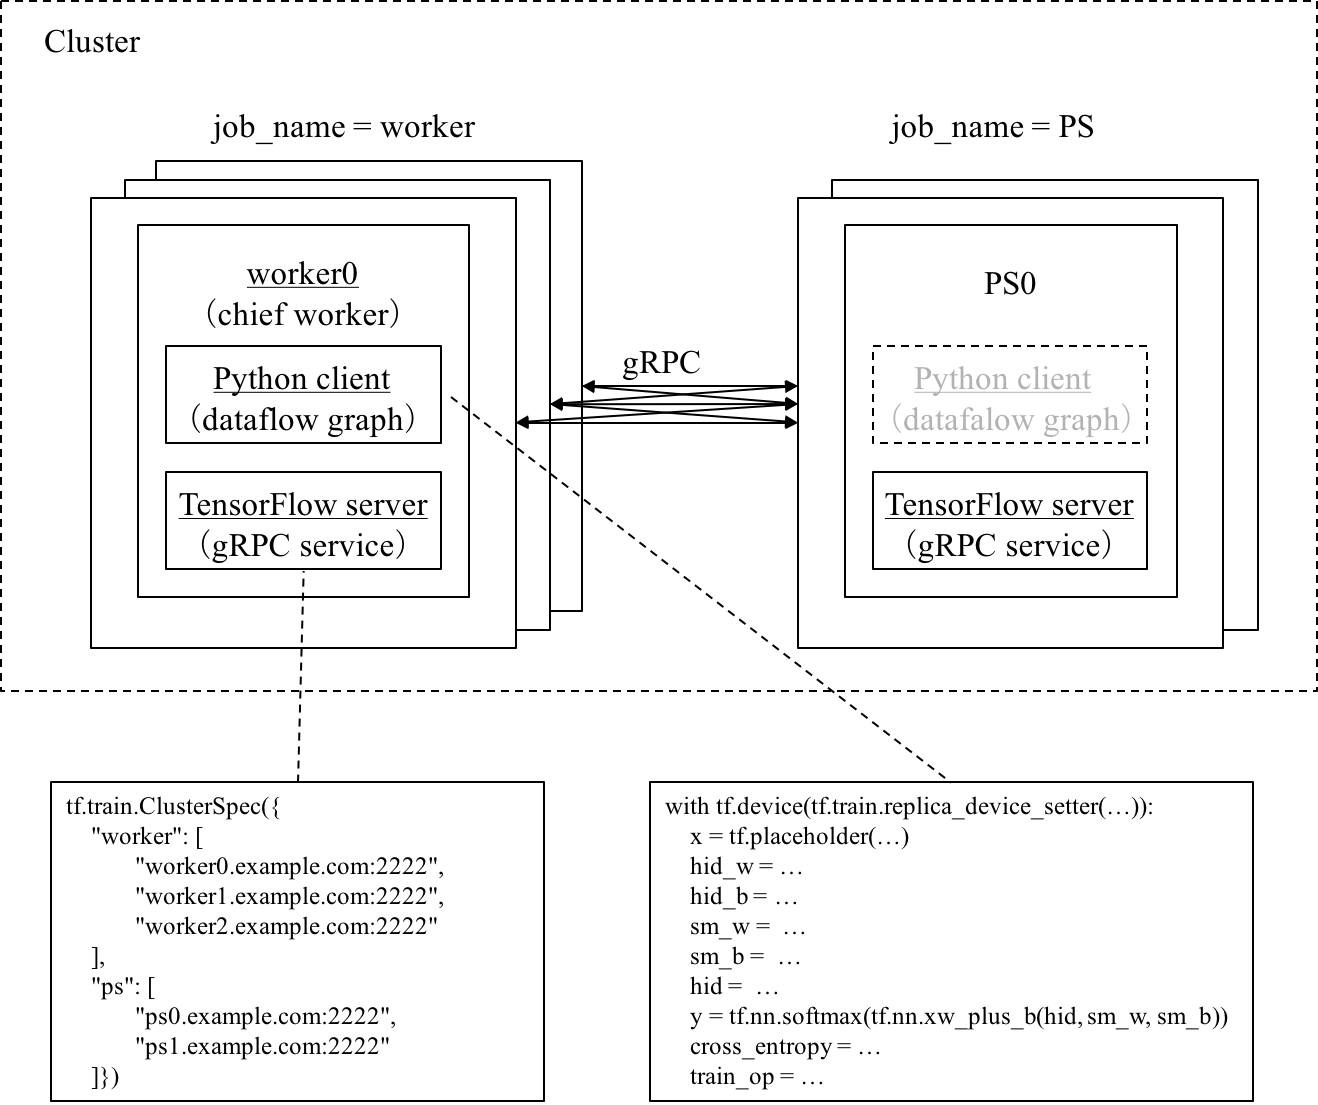 Cluster
job_name = worker
job_name = PS
worker0
（chief worker）
Python client
（dataflow graph）
TensorFlow server
（gRPC service）
gRPC
PS0
Python client
（datafalow graph）
TensorFlow server
（gRPC service）
tf.train.ClusterSpec({
"worker": [
"worker0.example.com:2222",
"worker1.example.com:2222",
"worker2.example.com:2222"
],
"ps": [
"ps0.example.com:2222",
"ps1.example.com:2222"
]})
with tf.device(tf.train.replica_device_setter(…)):
x = tf.placeholder(…)
hid_w = …
hid_b = …
sm_w = …
sm_b = …
hid = …
y = tf.nn.softmax(tf.nn.xw_plus_b(hid, sm_w, sm_b))
cross_entropy = …
train_op = …